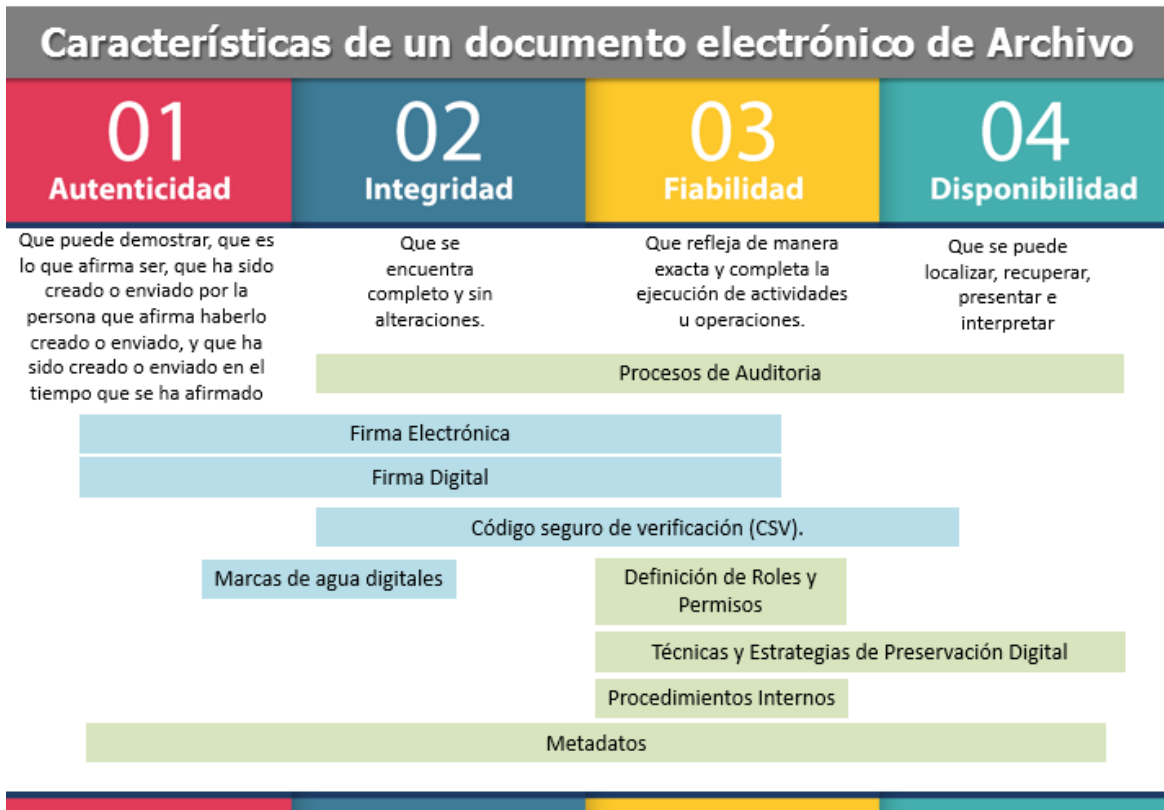 Características de un documento electrónico de Archivo
01
Autenticidad
02
Integridad
03
Fiabilidad
04
Disponibilidad
Que puede demostrar, que es
lo que afirma ser, que ha sido
creado o enviado por la
persona que afirma haberlo
creado o enviado, y que ha
sido creado o enviado en el
tiempo que se ha afirmado
Que se
encuentra
completo y sin
alteraciones.
Que refleja de manera
exacta y completa la
ejecución de actividades
u operaciones.
Que se puede
localizar, recuperar,
presentar e
interpretar
Procesos de Auditoria
Firma Electrónica
Firma Digital
Código seguro de verificación (CSV).
Marcas de agua digitales
Definición de Roles y
Permisos
Técnicas y Estrategias de Preservación Digital
Procedimientos Internos
Metadatos